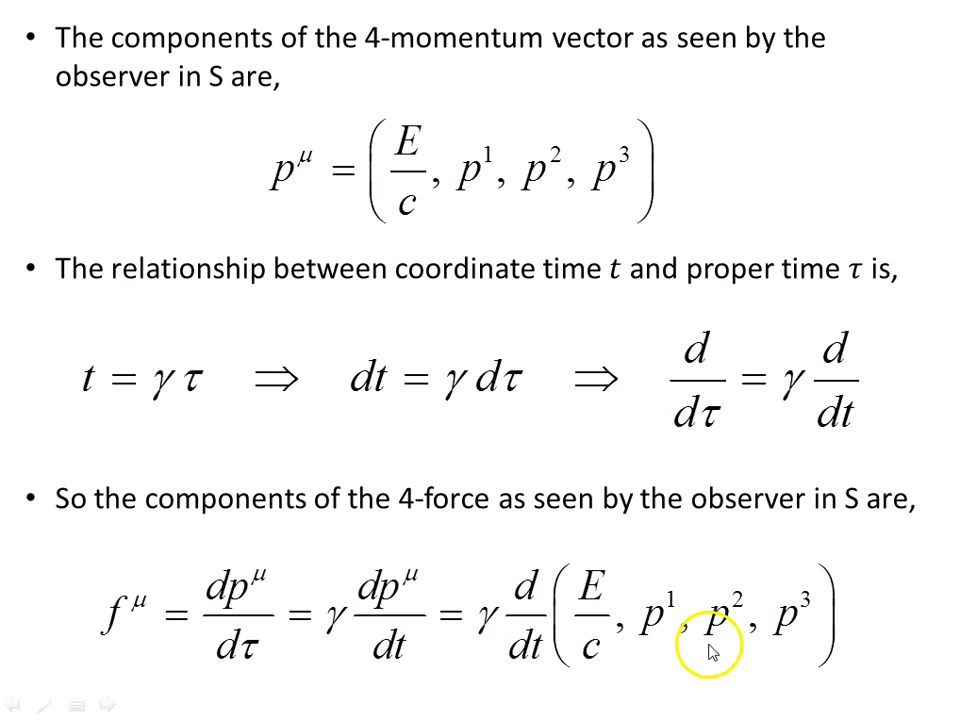 • The components of the 4-momentum vector as seen by the
observer in S are,
p^μ = ( E/c , p^1, p^2, p^3 )
• The relationship between coordinate time t and proper time τ is,
t = γ τ ⇒ dt = γ dτ ⇒ d/dτ = γ d/dt
• So the components of the 4-force as seen by the observer in S are,
f^μ = dp^μ/dτ = γ dp^μ/dt = γ d/dt ( E/c , p^1, p^2, p^3 )